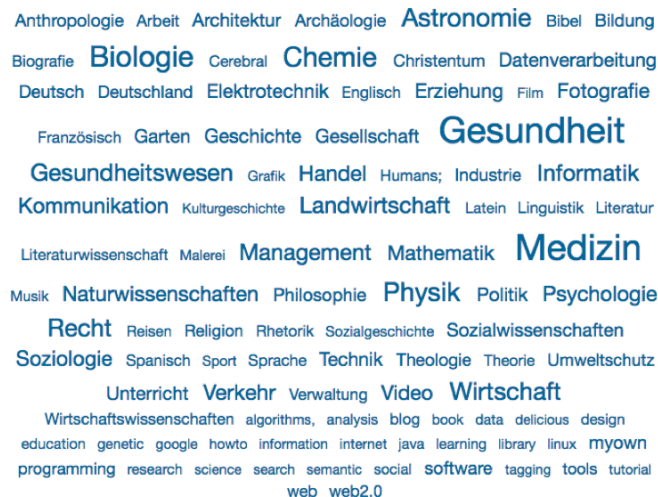 Anthropologie Arbeit Architektur Archäologie Astronomie Bibel Bildung
Biografie Biologie Cerebral Chemie Christentum Datenverarbeitung
Deutsch Deutschland Elektrotechnik Englisch Erziehung Film Fotografie
Französisch Garten Geschichte Gesellschaft Gesundheit
Gesundheitswesen Grafik Handel Humans; Industrie Informatik
Kommunikation Kulturgeschichte Landwirtschaft Latein Linguistik Literatur
Literaturwissenschaft Malerei Management Mathematik Medizin
Musik Naturwissenschaften Philosophie Physik Politik Psychologie
Recht Reisen Religion Rhetorik Sozialgeschichte Sozialwissenschaften
Soziologie Spanisch Sport Sprache Technik Theologie Theorie Umweltschutz
Unterricht Verkehr Verwaltung Video Wirtschaft
Wirtschaftswissenschaften algorithms, analysis blog book data delicious design
education genetic google howto information internet java learning library linux myown
programming research science search semantic social software tagging tools tutorial
web web2.0